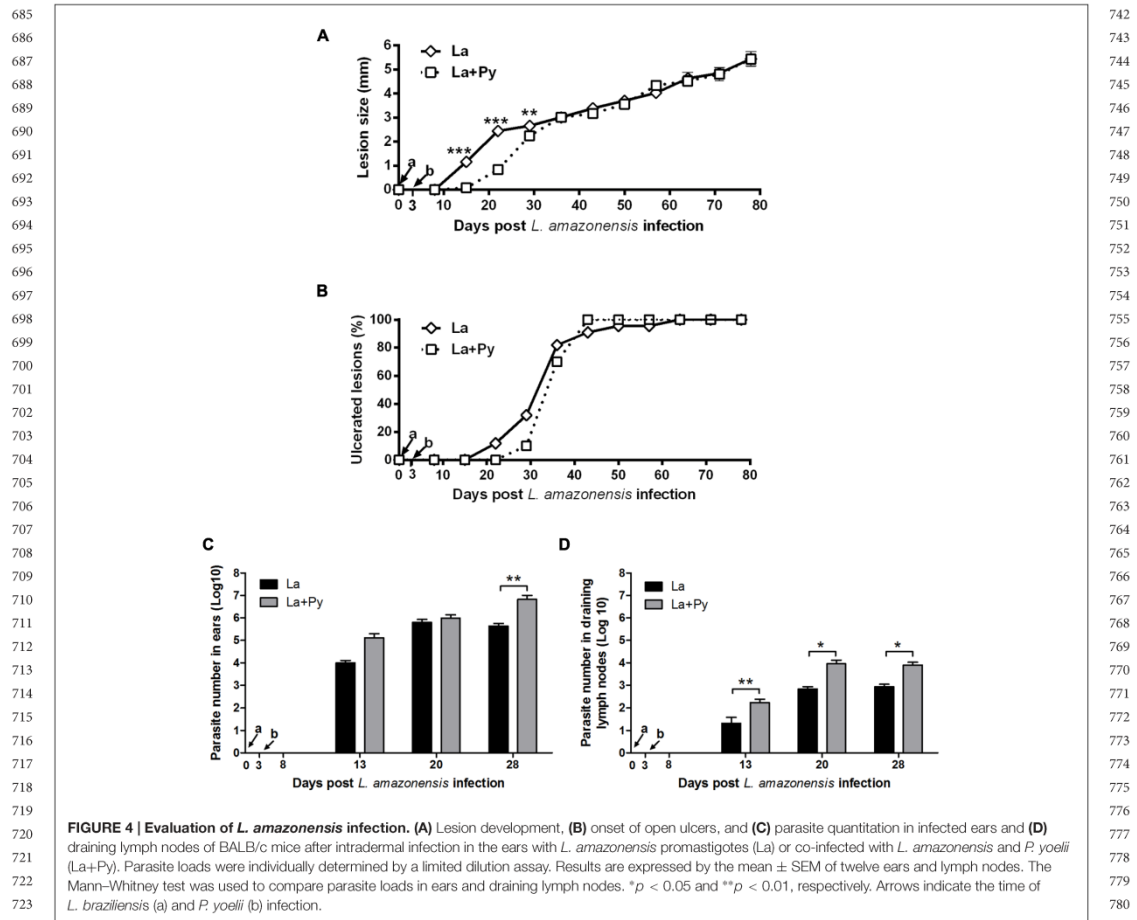 685
686
687
688
689
690
691
692
693
694
695
696
697
698
699
700
701
702
703
704
705
706
707
708
709
710
711
712
713
714
715
716
717
718
719
720
721
722
723
A
Lesion size (mm)
6
5
4
3
2
1
0
La
La+Py
*** *** **
a
b
0 3 10 20 30 40 50 60 70 80
Days post L. amazonensis infection
B
Ulcerated lesions (%)
100
80
60
40
20
0
La
La+Py
a
b
0 3 10 20 30 40 50 60 70 80
Days post L. amazonensis infection
C
Parasite number in ears (Log10)
8
7
6
5
4
3
2
1
0
La
La+Py
**
a
b
0 3 8 13 20 28
Days post L. amazonensis infection
D
Parasite number in draining
lymph nodes (Log 10)
8
7
6
5
4
3
2
1
0
La
La+Py
** * *
a
b
0 3 8 13 20 28
Days post L. amazonensis infection
FIGURE 4 | Evaluation of L. amazonensis infection. (A) Lesion development, (B) onset of open ulcers, and (C) parasite quantitation in infected ears and (D)
draining lymph nodes of BALB/c mice after intradermal infection in the ears with L. amazonensis promastigotes (La) or co-infected with L. amazonensis and P. yoelii
(La+Py). Parasite loads were individually determined by a limited dilution assay. Results are expressed by the mean ± SEM of twelve ears and lymph nodes. The
Mann–Whitney test was used to compare parasite loads in ears and draining lymph nodes. *p < 0.05 and **p < 0.01, respectively. Arrows indicate the time of
L. braziliensis (a) and P. yoelii (b) infection.
742
743
744
745
746
747
748
749
750
751
752
753
754
755
756
757
758
759
760
761
762
763
764
765
766
767
768
769
770
771
772
773
774
775
776
777
778
779
780